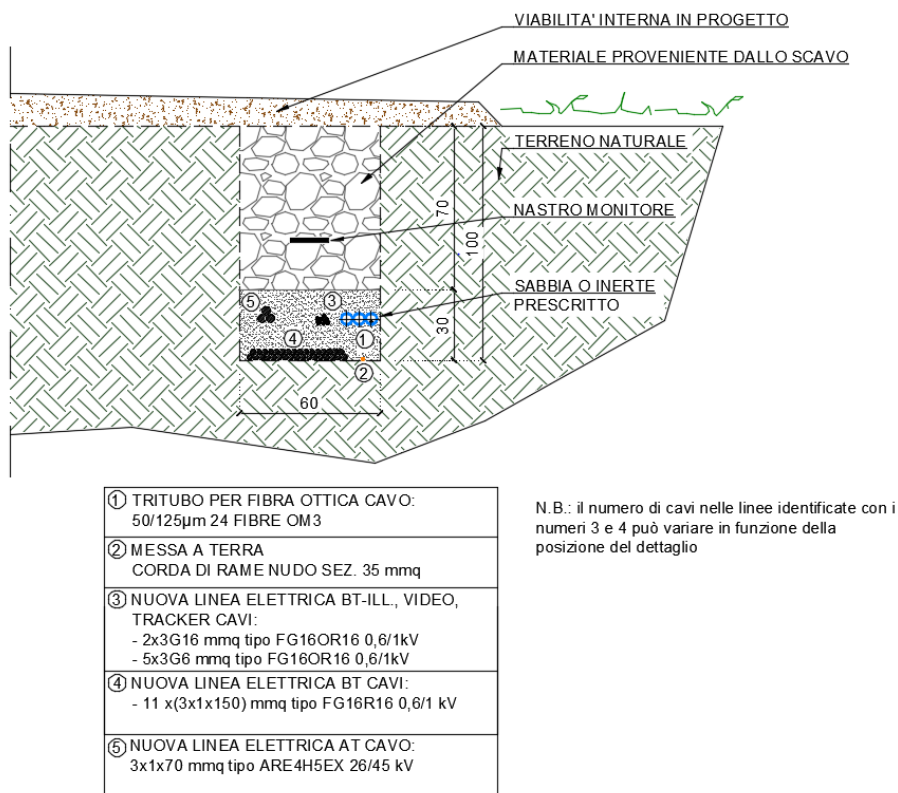 VIABILITA' INTERNA IN PROGETTO
MATERIALE PROVENIENTE DALLO SCAVO
TERRENO NATURALE
70
NASTRO MONITORE
100
SABBIA O INERTE
PRESCRITTO
5
3
30
4
1
2
60
1 TRITUBO PER FIBRA OTTICA CAVO:
50/125µm 24 FIBRE OM3
2 MESSA A TERRA
CORDA DI RAME NUDO SEZ. 35 mmq
3 NUOVA LINEA ELETTRICA BT-ILL., VIDEO,
TRACKER CAVI:
- 2x3G16 mmq tipo FG16OR16 0,6/1kV
- 5x3G6 mmq tipo FG16OR16 0,6/1kV
4 NUOVA LINEA ELETTRICA BT CAVI:
- 11 x(3x1x150) mmq tipo FG16R16 0,6/1 kV
5 NUOVA LINEA ELETTRICA AT CAVO:
3x1x70 mmq tipo ARE4H5EX 26/45 kV
N.B.: il numero di cavi nelle linee identificate con i
numeri 3 e 4 può variare in funzione della
posizione del dettaglio